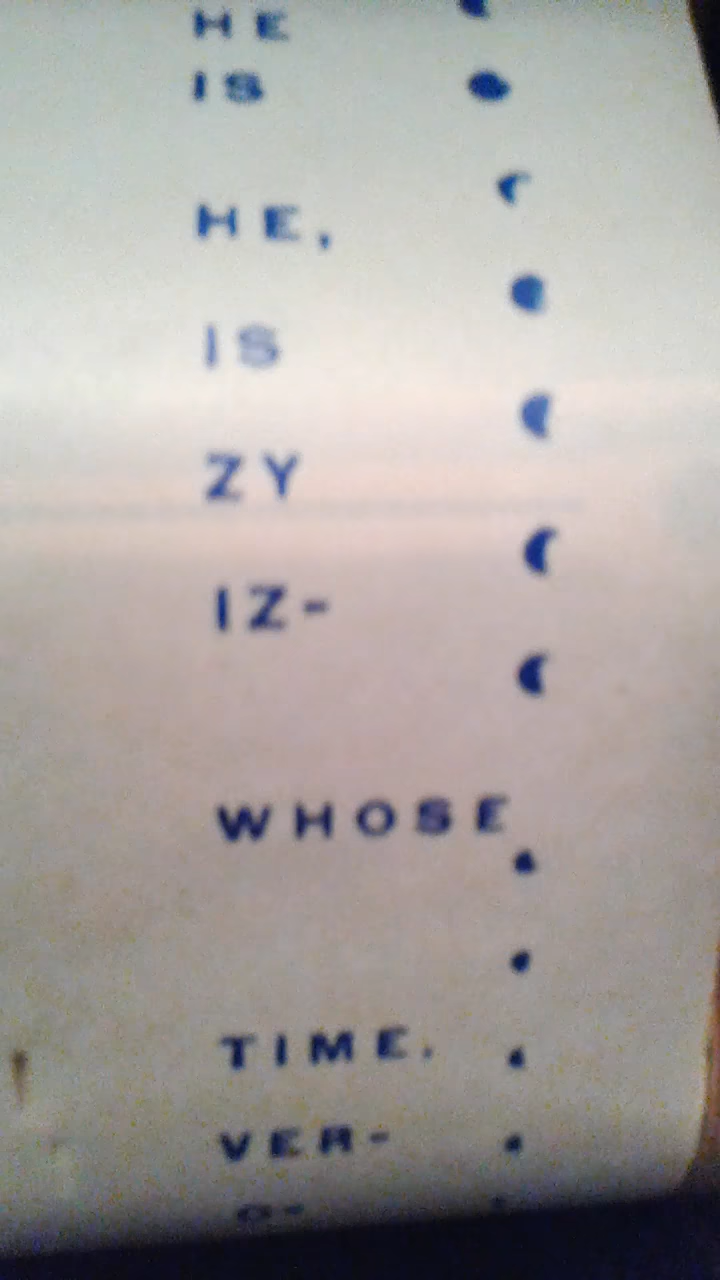 HE
IS
HE,
IS
ZY
IZ-
WHOSE
TIME.
VER-
O-